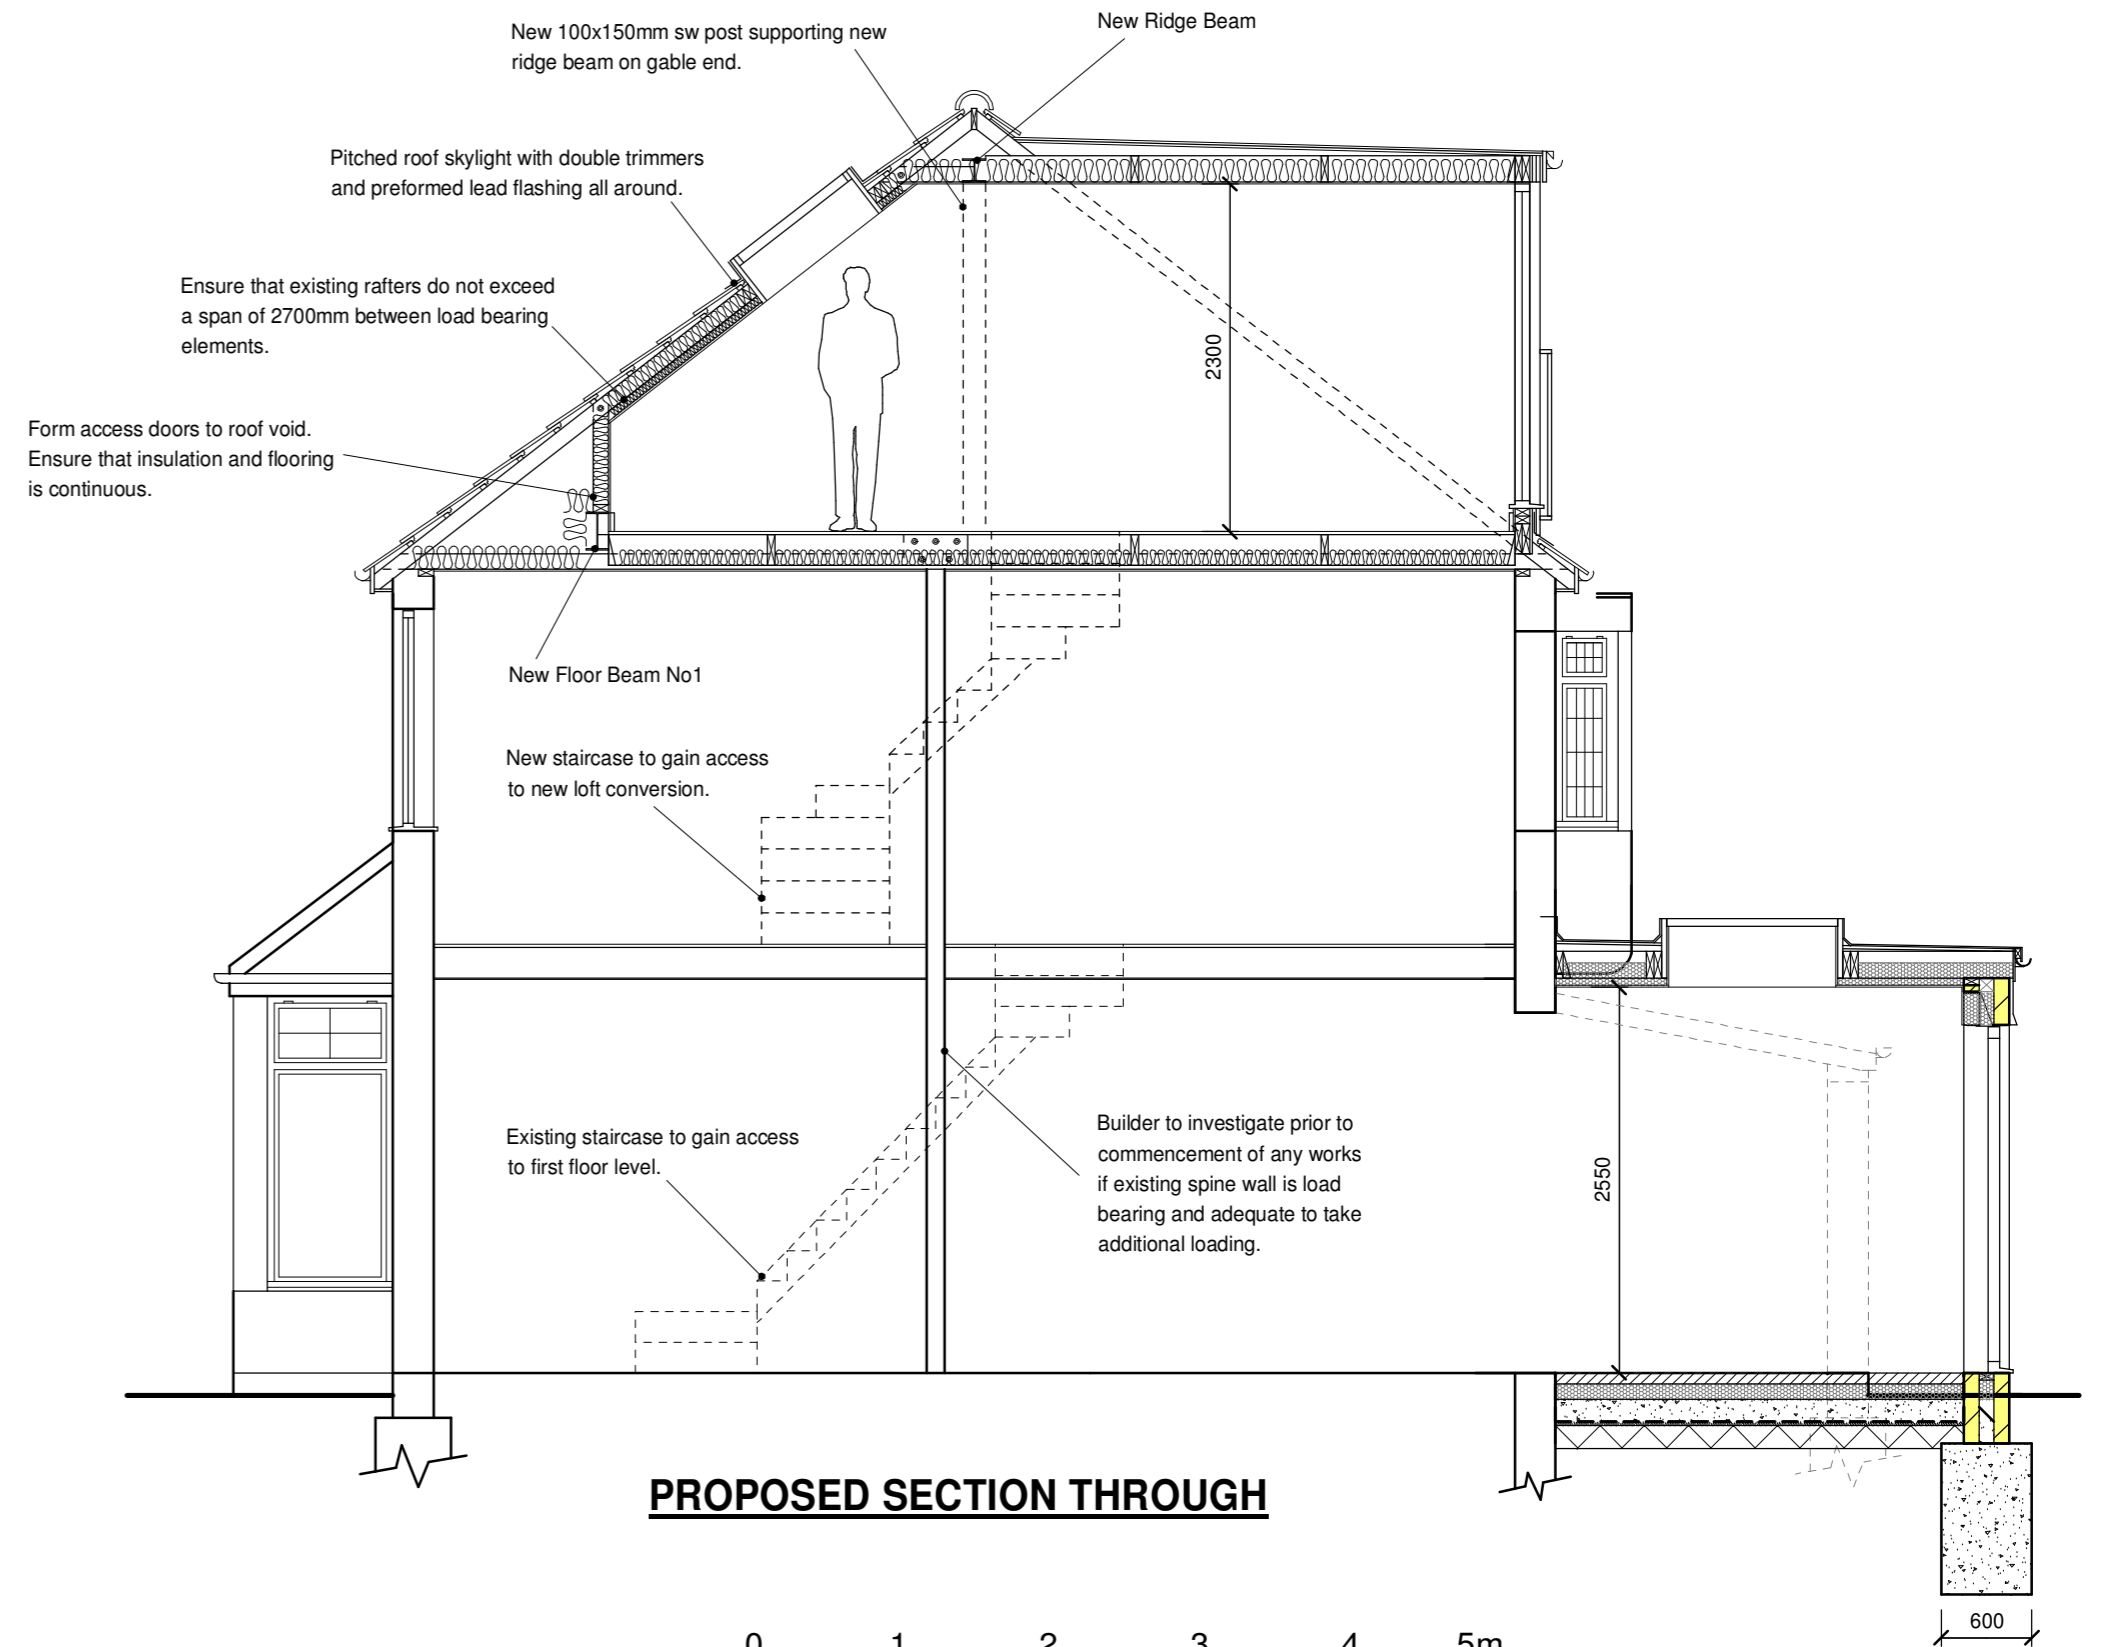 New 100x150mm sw post supporting new
ridge beam on gable end.
New Ridge Beam
Pitched roof skylight with double trimmers
and preformed lead flashing all around.
Ensure that existing rafters do not exceed
a span of 2700mm between load bearing
elements.
2300
Form access doors to roof void.
Ensure that insulation and flooring
is continuous.
New Floor Beam No1
New staircase to gain access
to new loft conversion.
Existing staircase to gain access
to first floor level.
Builder to investigate prior to
commencement of any works
if existing spine wall is load
bearing and adequate to take
additional loading.
2550
PROPOSED SECTION THROUGH
600
0 1 2 3 4 5m